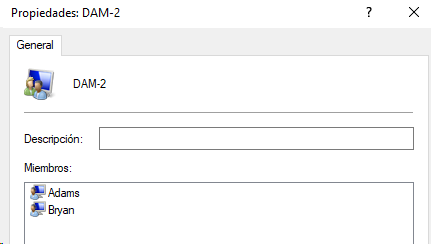 Propiedades: DAM-2
General
DAM-2
Descripción:
Miembros:
Adams
Bryan